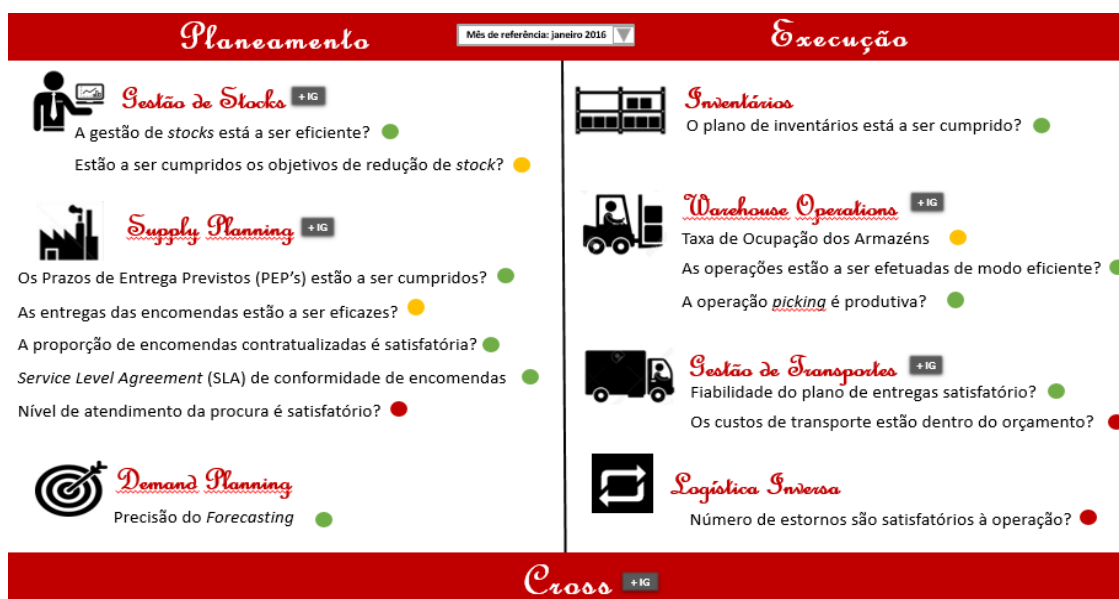 Planeamento
Mês de referência: janeiro 2016
Execução
Gestão de Stocks + IG
A gestão de stocks está a ser eficiente?
Estão a ser cumpridos os objetivos de redução de stock?
Supply Planning + IG
Os Prazos de Entrega Previstos (PEP's) estão a ser cumpridos?
As entregas das encomendas estão a ser eficazes?
A proporção de encomendas contratualizadas é satisfatória?
Service Level Agreement (SLA) de conformidade de encomendas
Nível de atendimento da procura é satisfatório?
Demand Planning
Precisão do Forecasting
Inventários
O plano de inventários está a ser cumprido?
Warehouse Operations + IG
Taxa de Ocupação dos Armazéns
As operações estão a ser efetuadas de modo eficiente?
A operação picking é produtiva?
Gestão de Transportes + IG
Fiabilidade do plano de entregas satisfatório?
Os custos de transporte estão dentro do orçamento?
Logística Inversa
Número de estornos são satisfatórios à operação?
Cross + IG